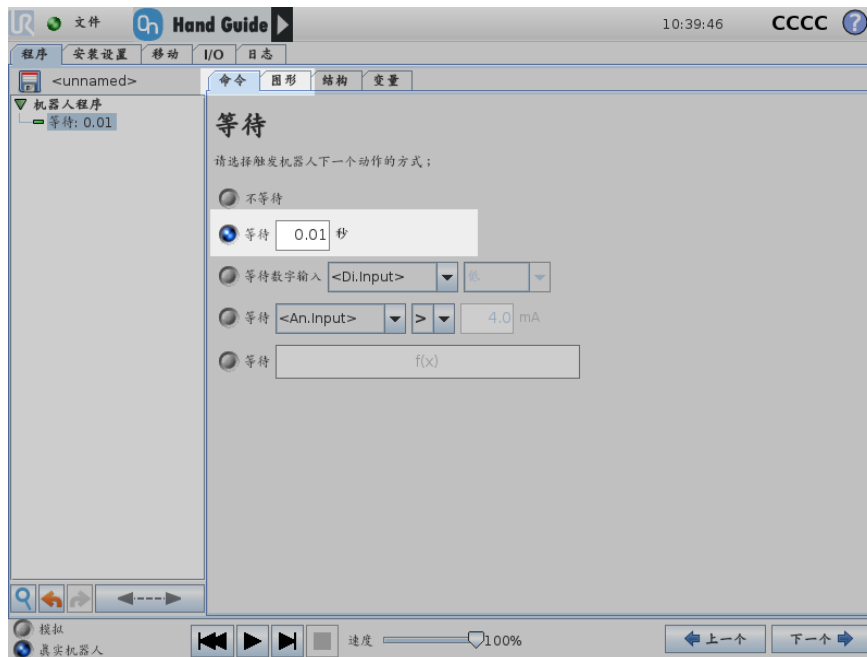 UR 文件 On Hand Guide 10:39:46 CCCC ?
程序 安装设置 移动 I/O 日志
<unnamed> 命令 图形 结构 变量
机器人程序
等待: 0.01
等待
请选择触发机器人下一个动作的方式；
不等待
等待 0.01 秒
等待数字输入 <Di.Input> 低
等待 <An.Input> > 4.0 mA
等待 f(x)
模拟
真实机器人
速度 100% 上一个 下一个